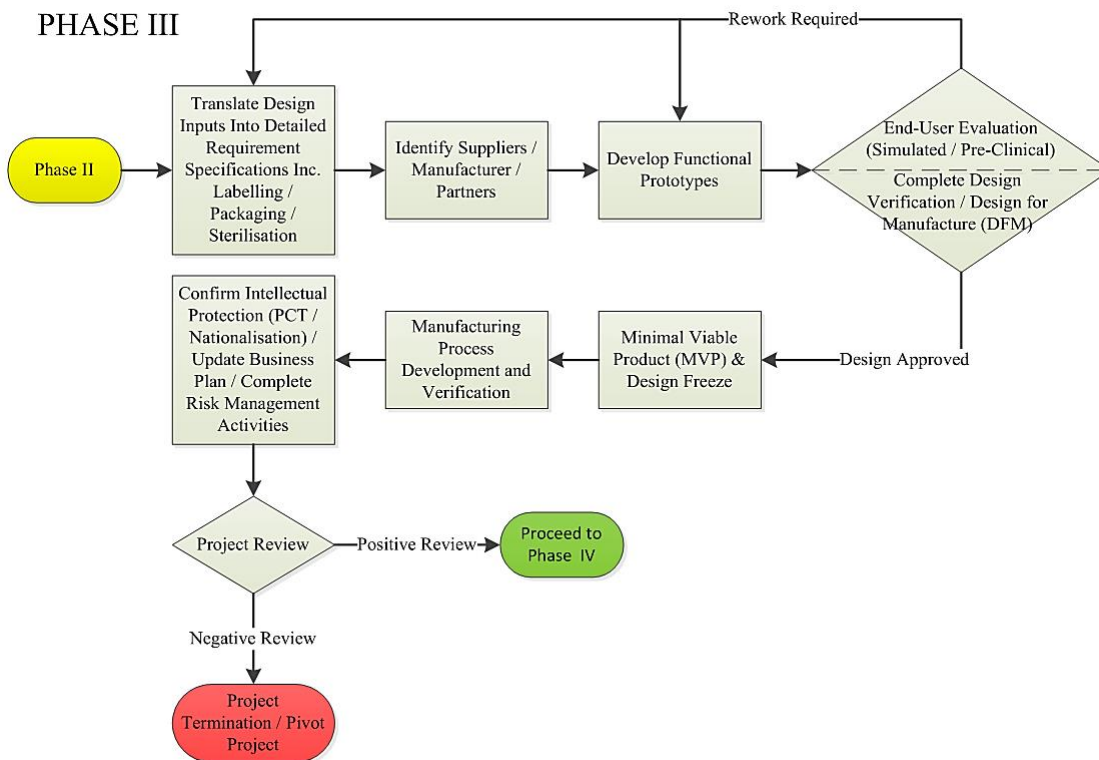 PHASE III
Rework Required
Phase II
Translate Design
Inputs Into Detailed
Requirement
Specifications Inc.
Labelling /
Packaging /
Sterilisation
Identify Suppliers /
Manufacturer /
Partners
Develop Functional
Prototypes
End-User Evaluation
(Simulated / Pre-Clinical)
Complete Design
Verification / Design for
Manufacture (DFM)
Confirm Intellectual
Protection (PCT /
Nationalisation) /
Update Business
Plan / Complete
Risk Management
Activities
Manufacturing
Process
Development and
Verification
Minimal Viable
Product (MVP) &
Design Freeze
Design Approved
Project Review
Positive Review
Proceed to
Phase IV
Negative Review
Project
Termination / Pivot
Project